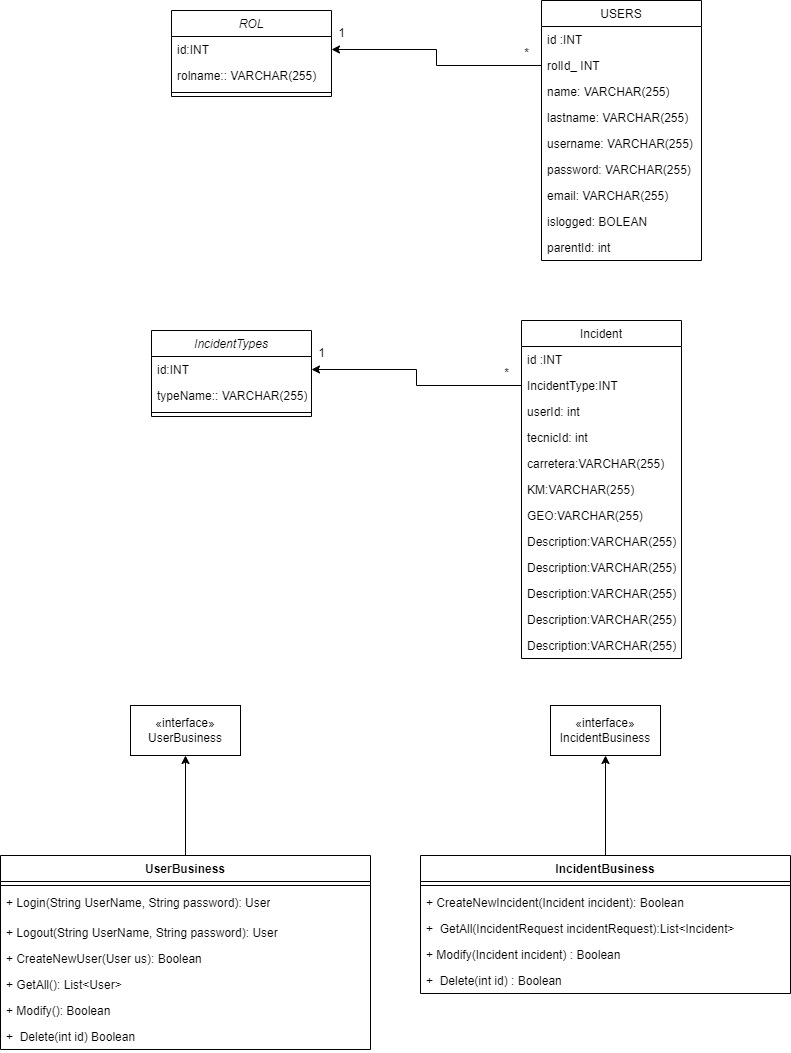 ROL
id:INT
rolname:: VARCHAR(255)
1
*
USERS
id :INT
rolId_ INT
name: VARCHAR(255)
lastname: VARCHAR(255)
username: VARCHAR(255)
password: VARCHAR(255)
email: VARCHAR(255)
islogged: BOLEAN
parentId: int
IncidentTypes
id:INT
typeName:: VARCHAR(255)
1
*
Incident
id :INT
IncidentType:INT
userId: int
tecnicId: int
carretera:VARCHAR(255)
KM:VARCHAR(255)
GEO:VARCHAR(255)
Description:VARCHAR(255)
Description:VARCHAR(255)
Description:VARCHAR(255)
Description:VARCHAR(255)
Description:VARCHAR(255)
«interface»
UserBusiness
UserBusiness
+ Login(String UserName, String password): User
+ Logout(String UserName, String password): User
+ CreateNewUser(User us): Boolean
+ GetAll(): List<User>
+ Modify(): Boolean
+  Delete(int id) Boolean
«interface»
IncidentBusiness
IncidentBusiness
+ CreateNewIncident(Incident incident): Boolean
+  GetAll(IncidentRequest incidentRequest):List<Incident>
+ Modify(Incident incident) : Boolean
+  Delete(int id) : Boolean